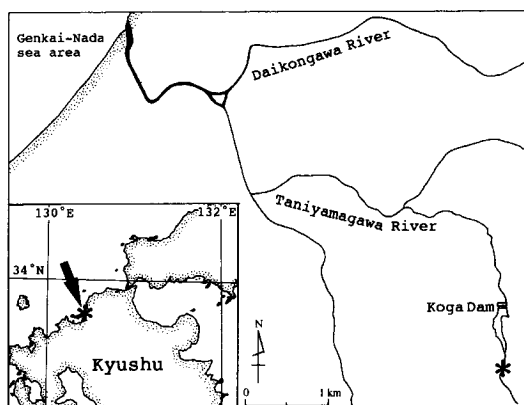 Genkai-Nada
sea area
Daikongawa River
Taniyamagawa River
Koga Dam
130°E
132°E
34°N
Kyushu
N
0
1 km